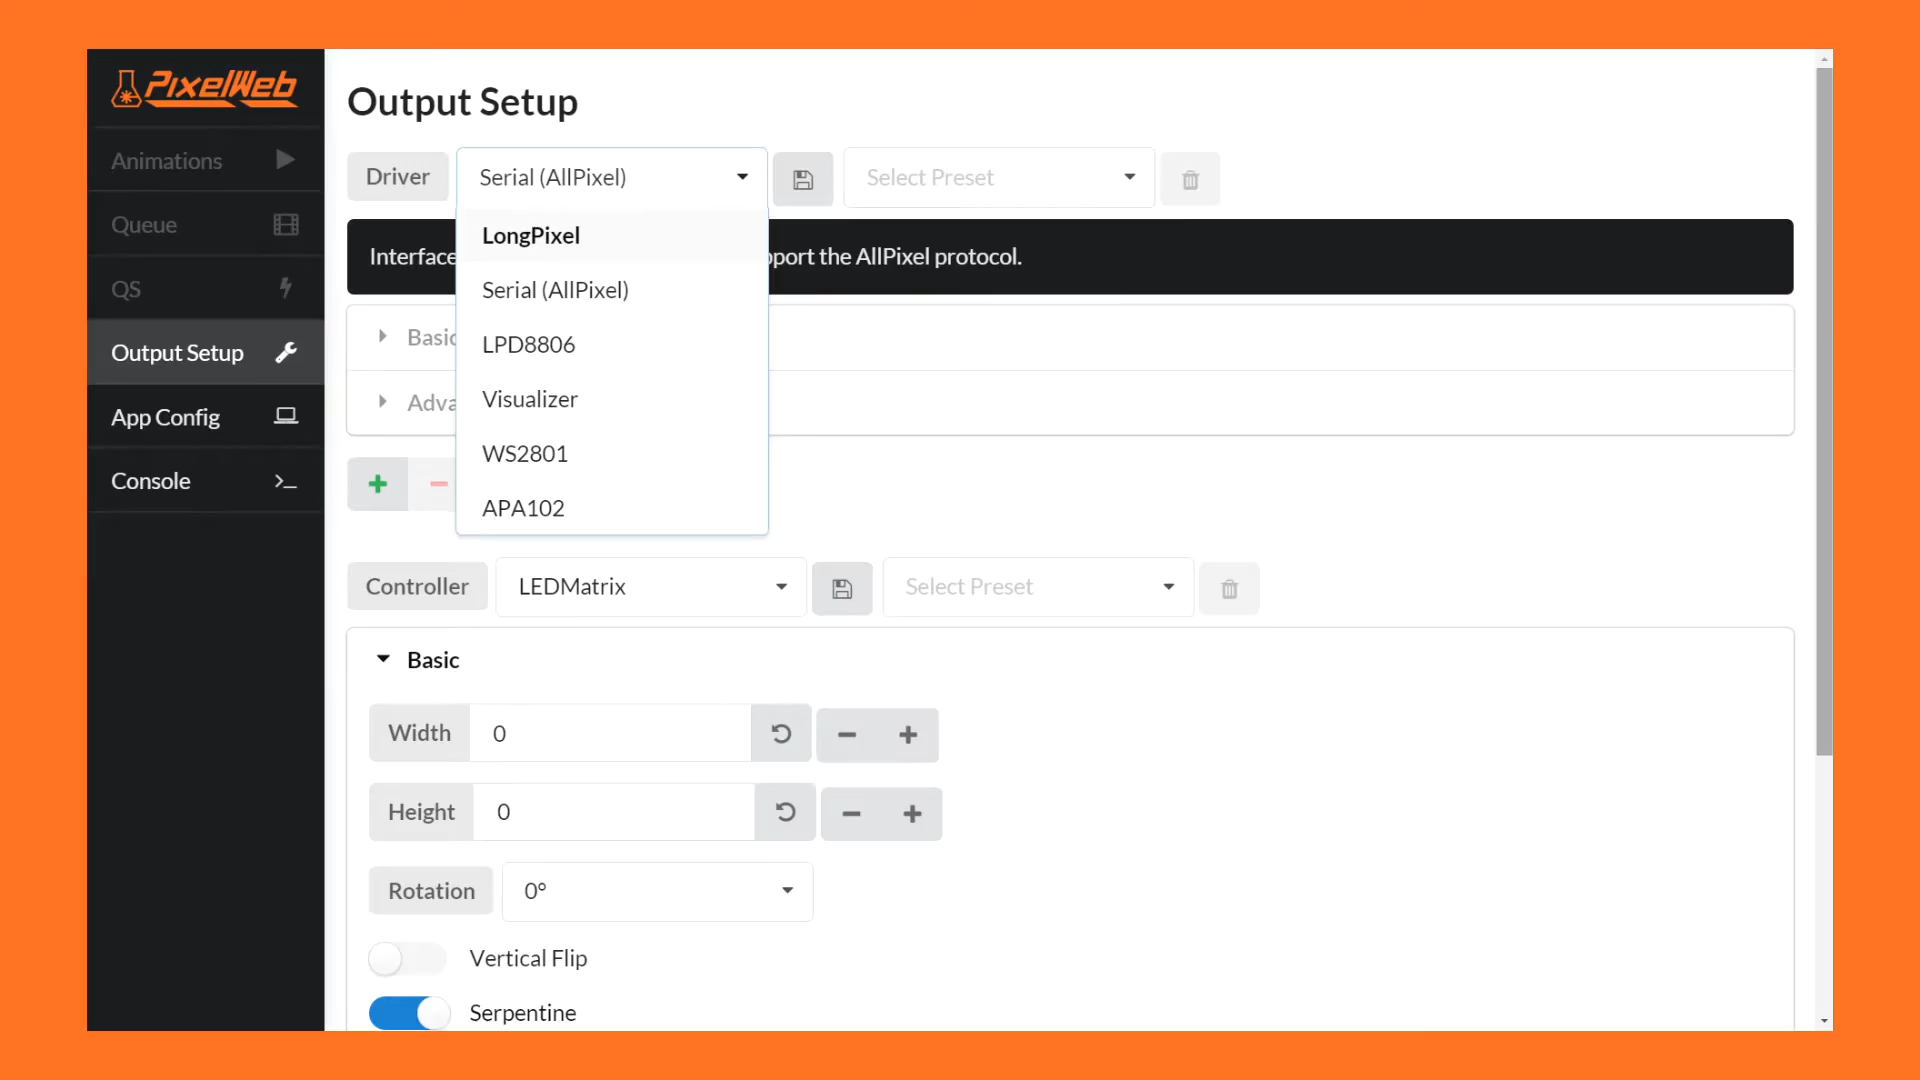 PixelWeb
Animations
Queue
QS
Output Setup
App Config
Console
Output Setup
Driver
Serial (AllPixel)
Select Preset
Interface
pport the AllPixel protocol.
LongPixel
Serial (AllPixel)
LPD8806
Visualizer
WS2801
APA102
Basic
Adva
Controller
LEDMatrix
Select Preset
Basic
Width
0
Height
0
Rotation
0°
Vertical Flip
Serpentine